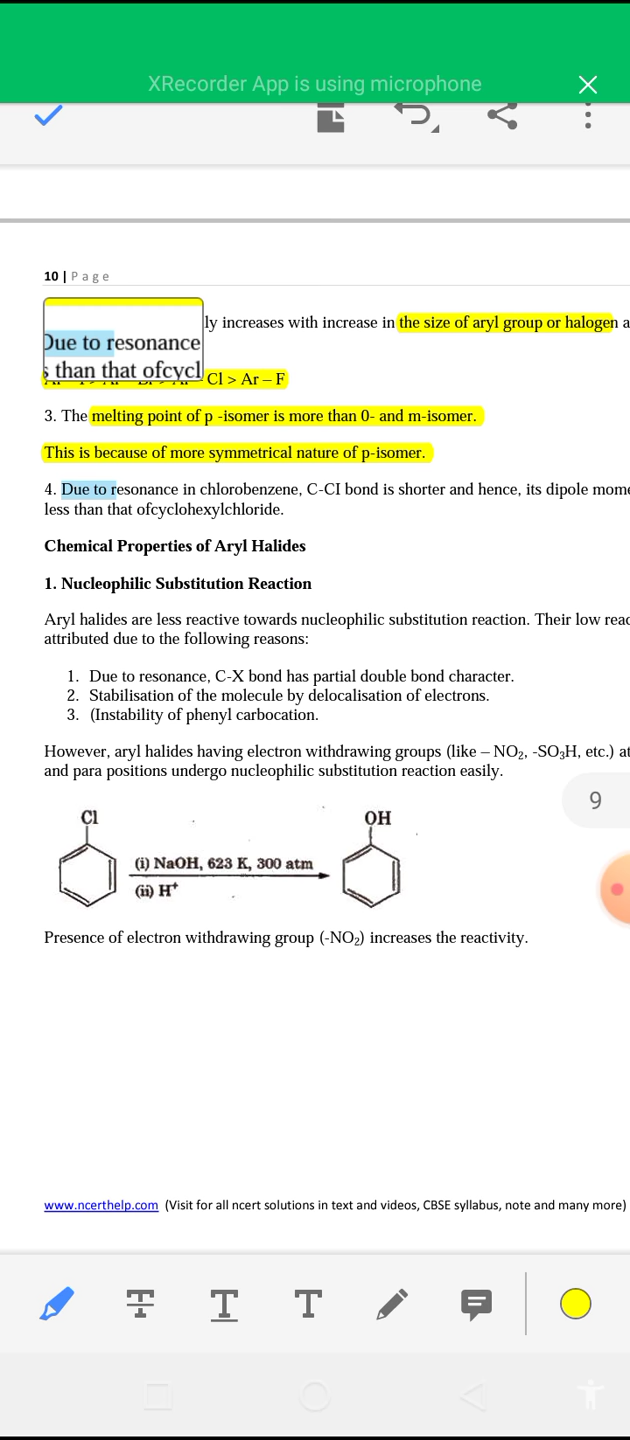 XRecorder App is using microphone
10 | Page
ly increases with increase in the size of aryl group or halogen a
Due to resonance
s than that ofcycl
Cl > Ar – F
3. The melting point of p -isomer is more than 0- and m-isomer.
This is because of more symmetrical nature of p-isomer.
4. Due to resonance in chlorobenzene, C-CI bond is shorter and hence, its dipole mome
less than that ofcyclohexylchloride.
Chemical Properties of Aryl Halides
1. Nucleophilic Substitution Reaction
Aryl halides are less reactive towards nucleophilic substitution reaction. Their low reac
attributed due to the following reasons:
1. Due to resonance, C-X bond has partial double bond character.
2. Stabilisation of the molecule by delocalisation of electrons.
3. (Instability of phenyl carbocation.
However, aryl halides having electron withdrawing groups (like – NO₂, -SO₃H, etc.) at
and para positions undergo nucleophilic substitution reaction easily.
9
Cl
OH
(i) NaOH, 623 K, 300 atm
(ii) H⁺
Presence of electron withdrawing group (-NO₂) increases the reactivity.
www.ncerthelp.com (Visit for all ncert solutions in text and videos, CBSE syllabus, note and many more)